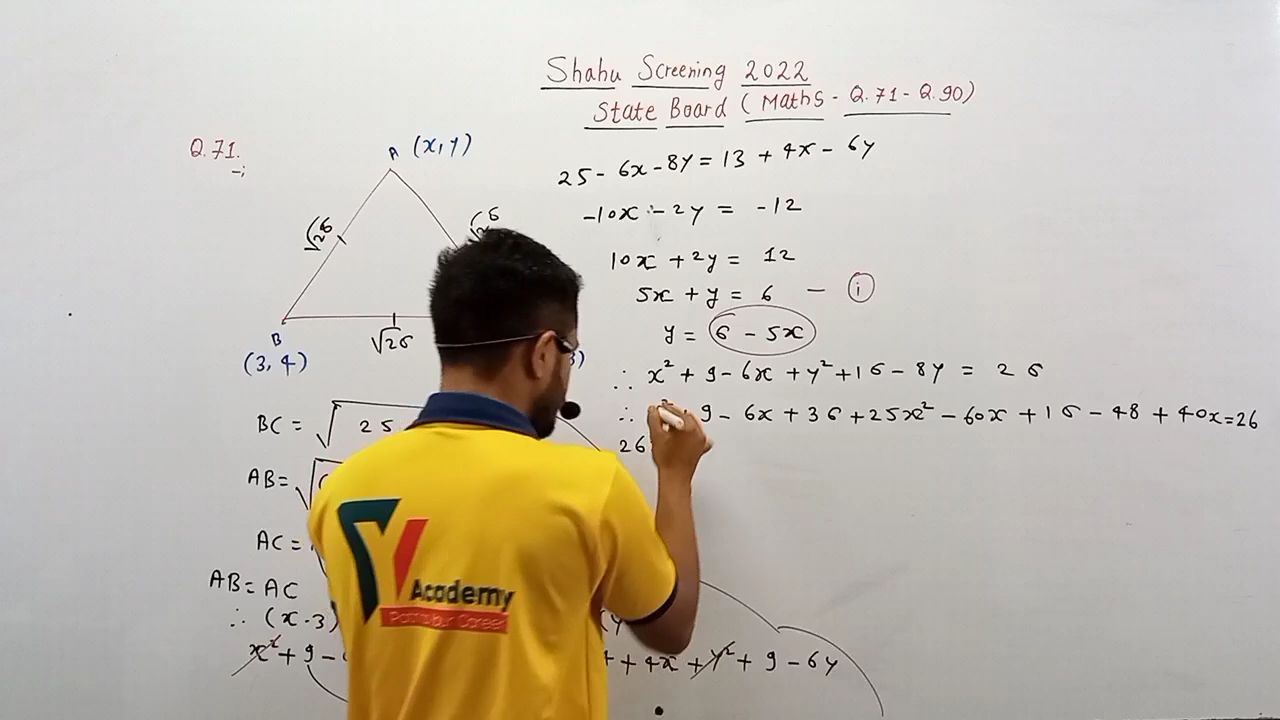 Shahu Screening 2022
State Board (Maths - Q.71 - Q.90)
Q.71.
A (x,y)
√26
√26
√26
B
(3, 4)
25 - 6x - 8y = 13 + 4x - 6y
-10x - 2y = -12
10x + 2y = 12
5x + y = 6 — (i)
y = 6 - 5x
∴ x² + 9 - 6x + y² + 16 - 8y = 26
∴ 9 - 6x + 36 + 25x² - 60x + 16 - 48 + 40x = 26
26
BC = √25
AB = √
AC =
AB = AC
∴ (x-3)
x² + 9 -
+ 4x + y² + 9 - 6y
Academy